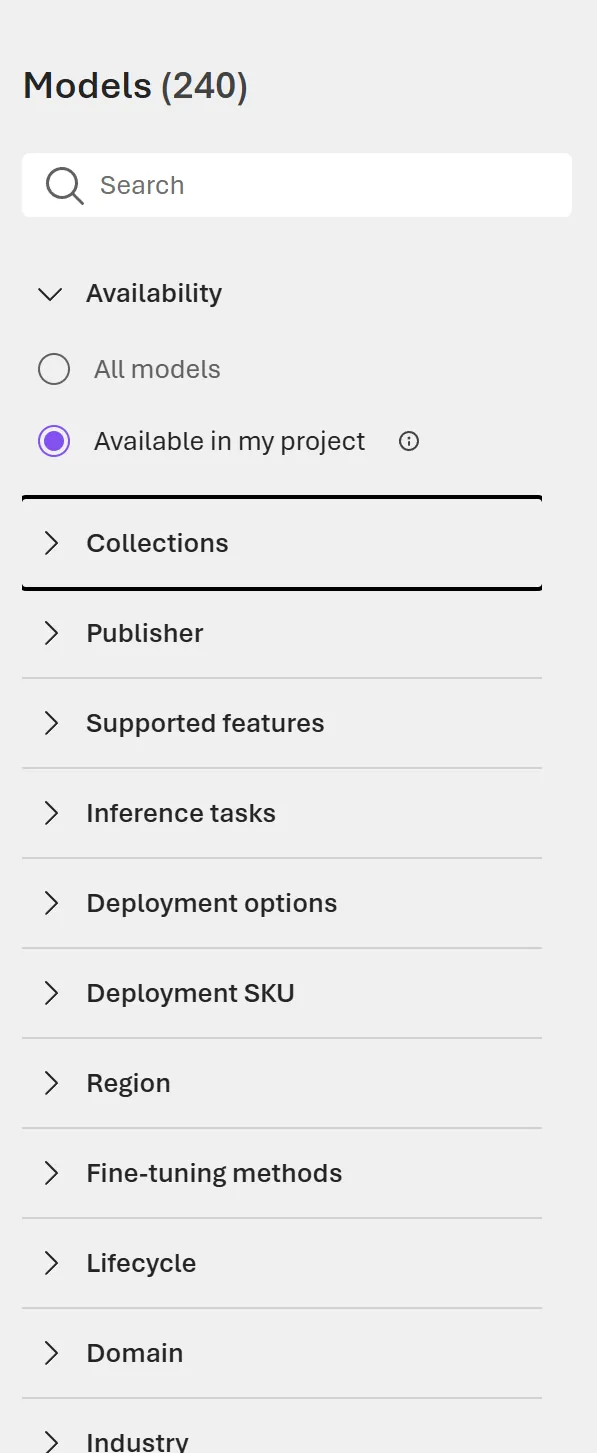 Models (240)
Search
Availability
All models
Available in my project
Collections
Publisher
Supported features
Inference tasks
Deployment options
Deployment SKU
Region
Fine-tuning methods
Lifecycle
Domain
Industry